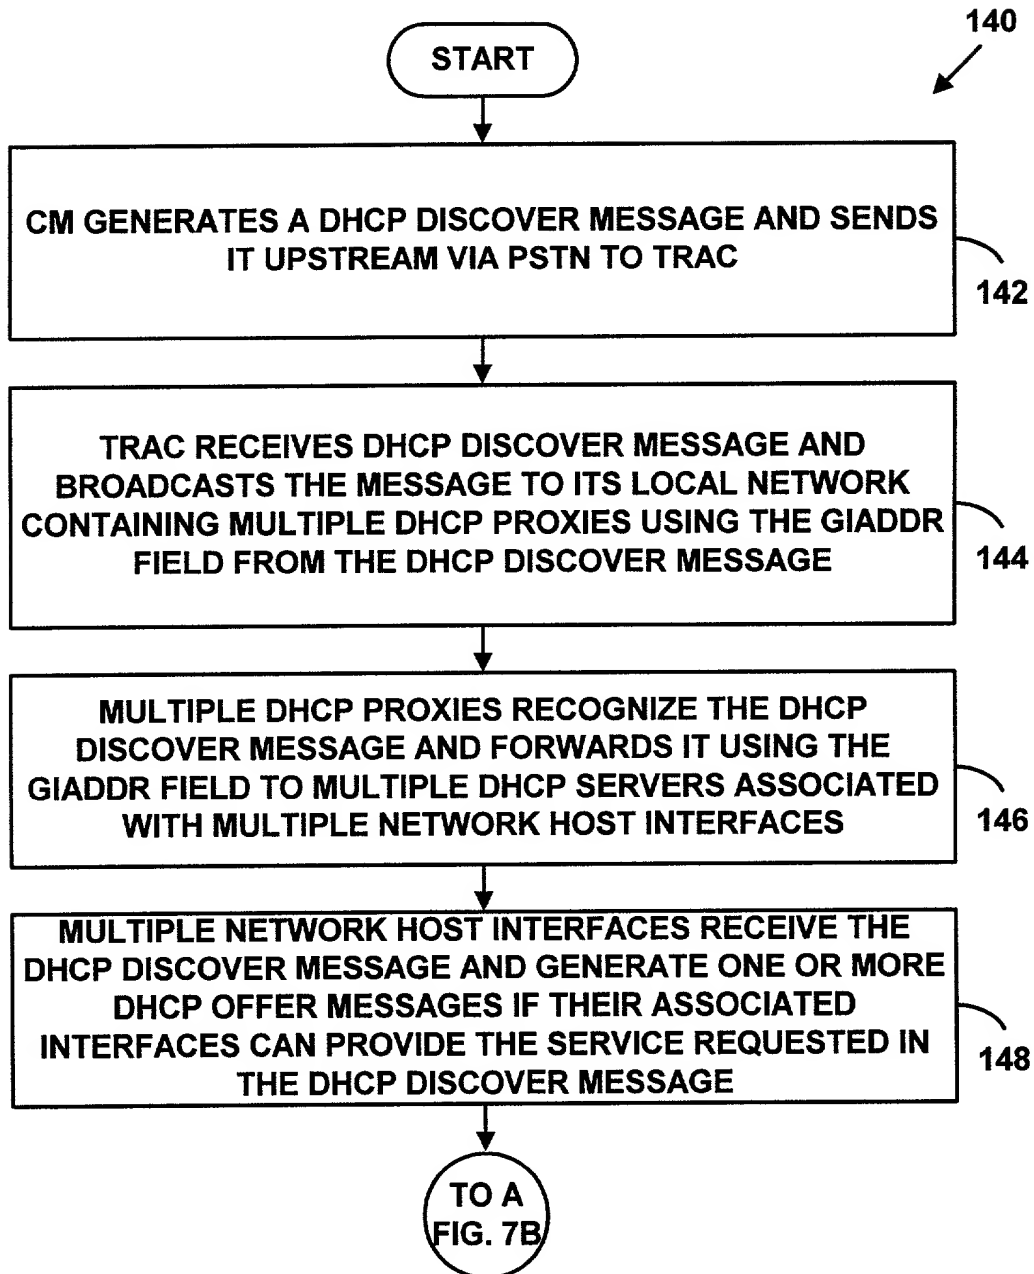 140
START
CM GENERATES A DHCP DISCOVER MESSAGE AND SENDS
IT UPSTREAM VIA PSTN TO TRAC
142
TRAC RECEIVES DHCP DISCOVER MESSAGE AND
BROADCASTS THE MESSAGE TO ITS LOCAL NETWORK
CONTAINING MULTIPLE DHCP PROXIES USING THE GIADDR
FIELD FROM THE DHCP DISCOVER MESSAGE
144
MULTIPLE DHCP PROXIES RECOGNIZE THE DHCP
DISCOVER MESSAGE AND FORWARDS IT USING THE
GIADDR FIELD TO MULTIPLE DHCP SERVERS ASSOCIATED
WITH MULTIPLE NETWORK HOST INTERFACES
146
MULTIPLE NETWORK HOST INTERFACES RECEIVE THE
DHCP DISCOVER MESSAGE AND GENERATE ONE OR MORE
DHCP OFFER MESSAGES IF THEIR ASSOCIATED
INTERFACES CAN PROVIDE THE SERVICE REQUESTED IN
THE DHCP DISCOVER MESSAGE
148
TO A
FIG. 7B